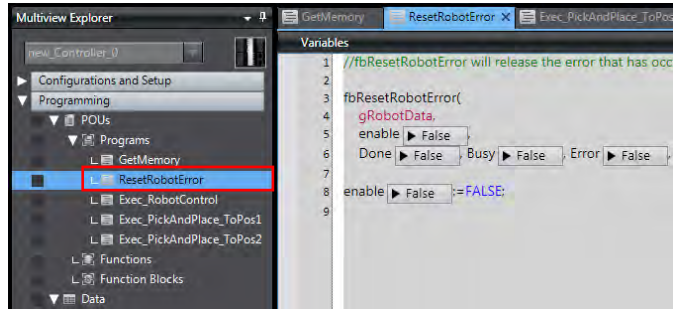 Multiview Explorer
new_Controller_0
Configurations and Setup
Programming
POUs
Programs
GetMemory
ResetRobotError
Exec_RobotControl
Exec_PickAndPlace_ToPos1
Exec_PickAndPlace_ToPos2
Functions
Function Blocks
Data
GetMemory ResetRobotError Exec_PickAndPlace_ToPos
Variables
1 //fbResetRobotError will release the error that has occ
2
3 fbResetRobotError(
4 gRobotData,
5 enable ▶ False ,
6 Done ▶ False , Busy ▶ False , Error ▶ False ,
7
8 enable ▶ False :=FALSE;
9